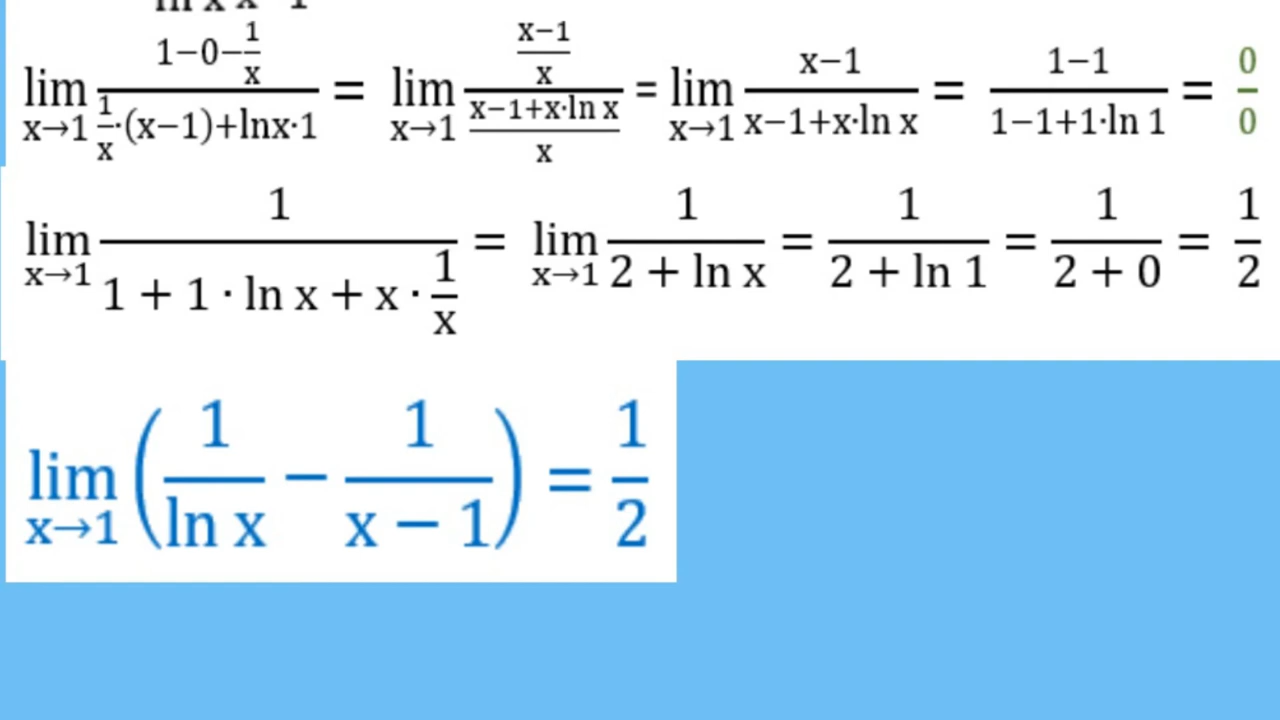 lim x→1 (1−0−1/x)/(1/x·(x−1)+lnx·1) = lim x→1 ((x−1)/x)/((x−1+x·ln x)/x) = lim x→1 (x−1)/(x−1+x·ln x) = (1−1)/(1−1+1·ln 1) = 0/0
lim x→1 1/(1 + 1 · ln x + x · 1/x) = lim x→1 1/(2 + ln x) = 1/(2 + ln 1) = 1/(2 + 0) = 1/2
lim x→1 (1/(ln x) − 1/(x − 1)) = 1/2